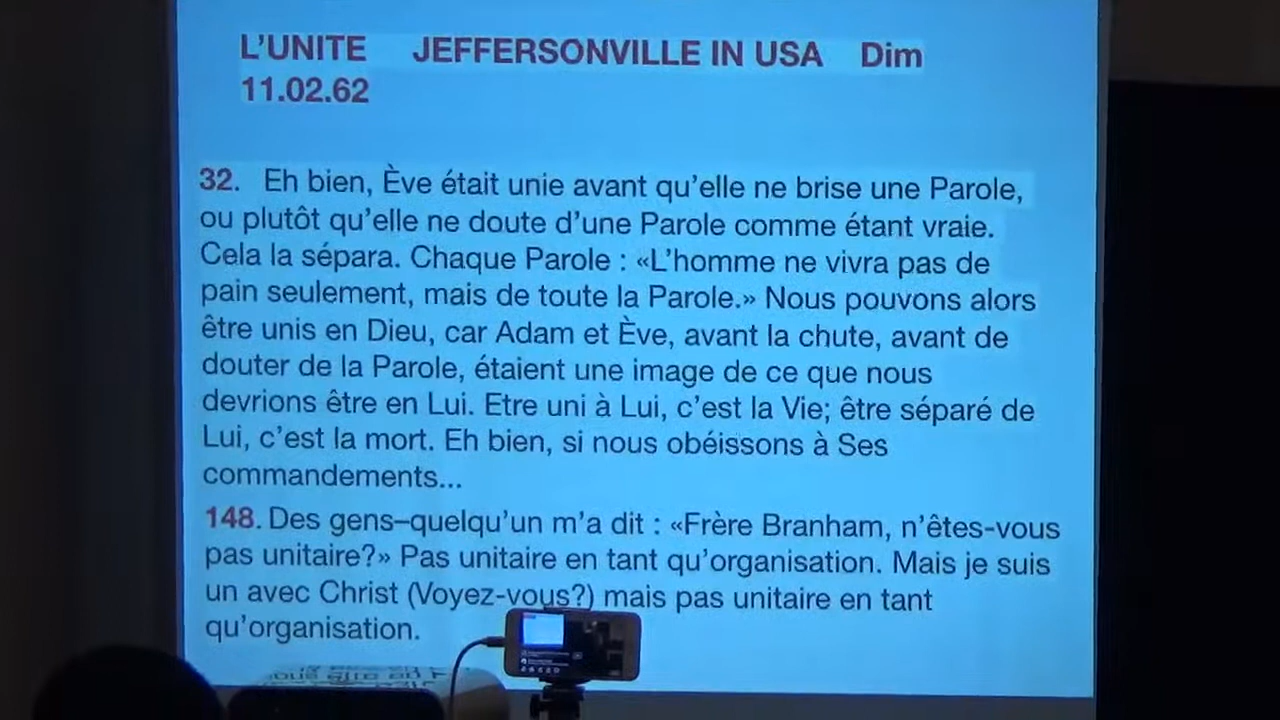 L'UNITE JEFFERSONVILLE IN USA Dim
11.02.62
32. Eh bien, Ève était unie avant qu'elle ne brise une Parole,
ou plutôt qu'elle ne doute d'une Parole comme étant vraie.
Cela la sépara. Chaque Parole : «L'homme ne vivra pas de
pain seulement, mais de toute la Parole.» Nous pouvons alors
être unis en Dieu, car Adam et Ève, avant la chute, avant de
douter de la Parole, étaient une image de ce que nous
devrions être en Lui. Etre uni à Lui, c'est la Vie; être séparé de
Lui, c'est la mort. Eh bien, si nous obéissons à Ses
commandements...
148. Des gens–quelqu'un m'a dit : «Frère Branham, n'êtes-vous
pas unitaire?» Pas unitaire en tant qu'organisation. Mais je suis
un avec Christ (Voyez-vous?) mais pas unitaire en tant
qu'organisation.